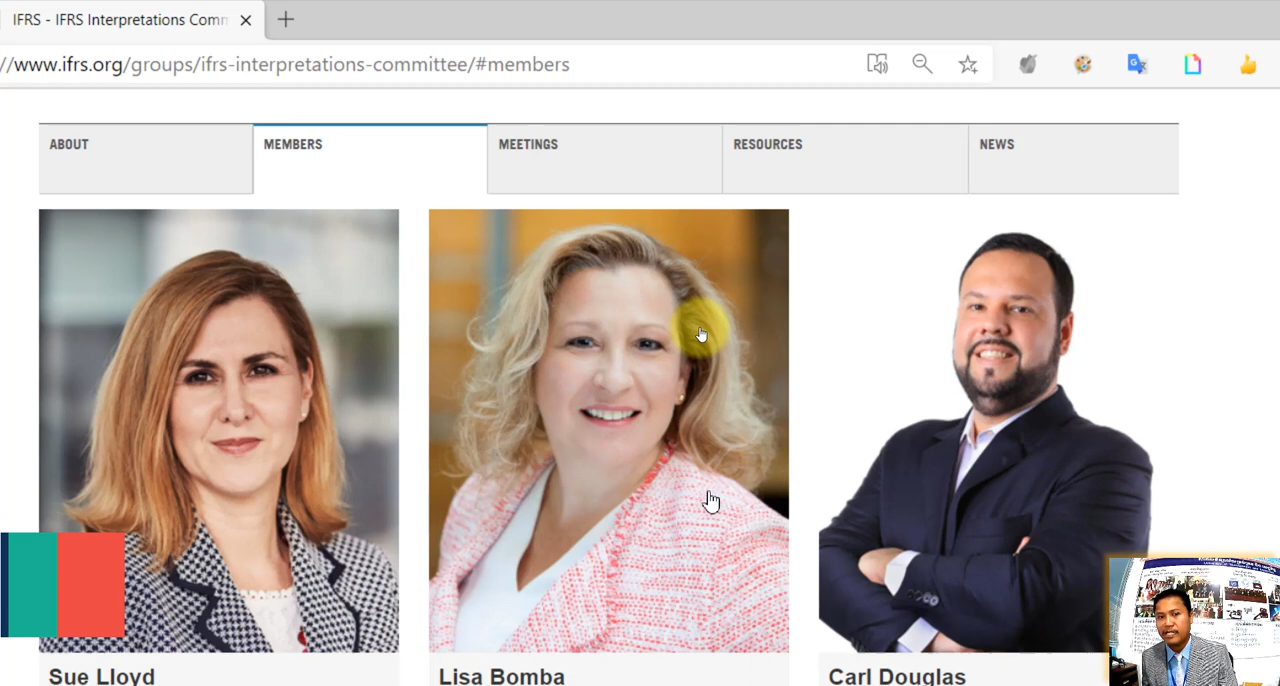 IFRS - IFRS Interpretations Comm
//www.ifrs.org/groups/ifrs-interpretations-committee/#members
ABOUT
MEMBERS
MEETINGS
RESOURCES
NEWS
Sue Lloyd
Lisa Bomba
Carl Douglas